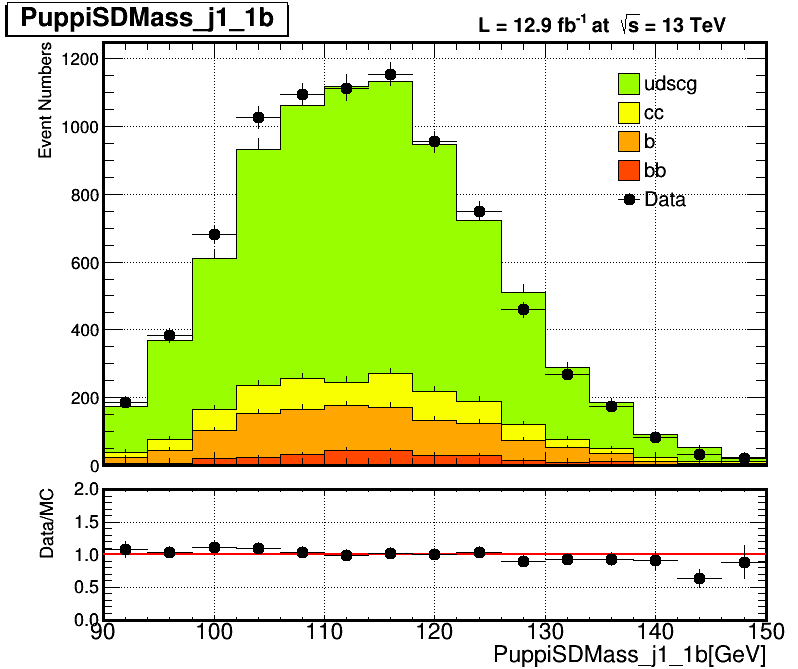 PuppiSDMass_j1_1b
L = 12.9 fb-1 at √s = 13 TeV
Event Numbers
1200
1000
800
600
400
200
0
udscg
cc
b
bb
Data
Data/MC
2.0
1.5
1.0
0.5
0.0
90 100 110 120 130 140 150
PuppiSDMass_j1_1b[GeV]